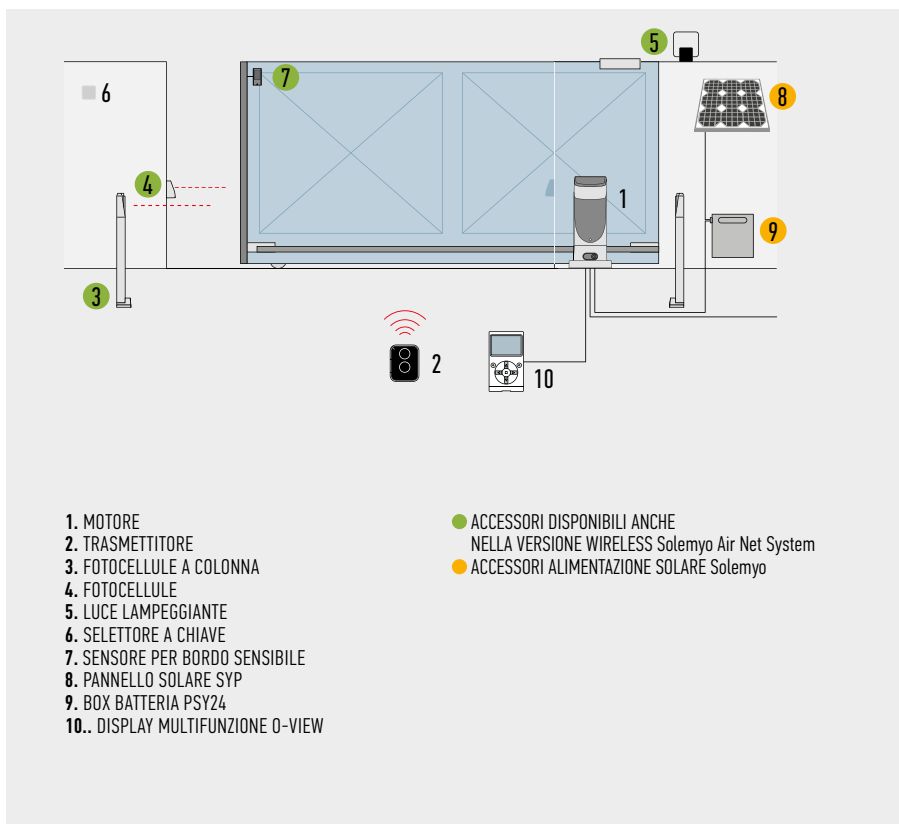 5
7
6
8
4
1
9
3
2
10
1. MOTORE
2. TRASMETTITORE
3. FOTOCELLULE A COLONNA
4. FOTOCELLULE
5. LUCE LAMPEGGIANTE
6. SELETTORE A CHIAVE
7. SENSORE PER BORDO SENSIBILE
8. PANNELLO SOLARE SYP
9. BOX BATTERIA PSY24
10.. DISPLAY MULTIFUNZIONE O-VIEW
ACCESSORI DISPONIBILI ANCHE
NELLA VERSIONE WIRELESS Solemyo Air Net System
ACCESSORI ALIMENTAZIONE SOLARE Solemyo